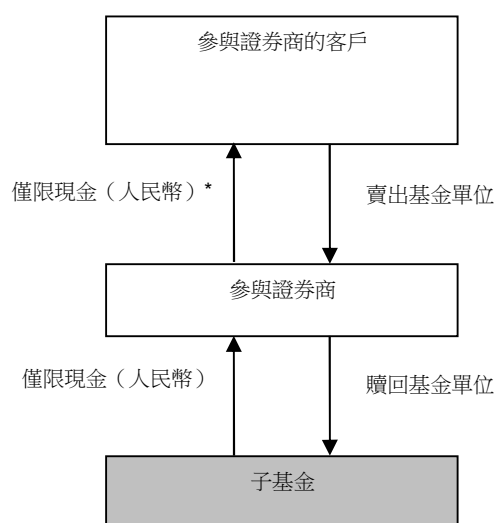 參與證券商的客戶
僅限現金（人民幣）*
賣出基金單位
參與證券商
僅限現金（人民幣）
贖回基金單位
子基金